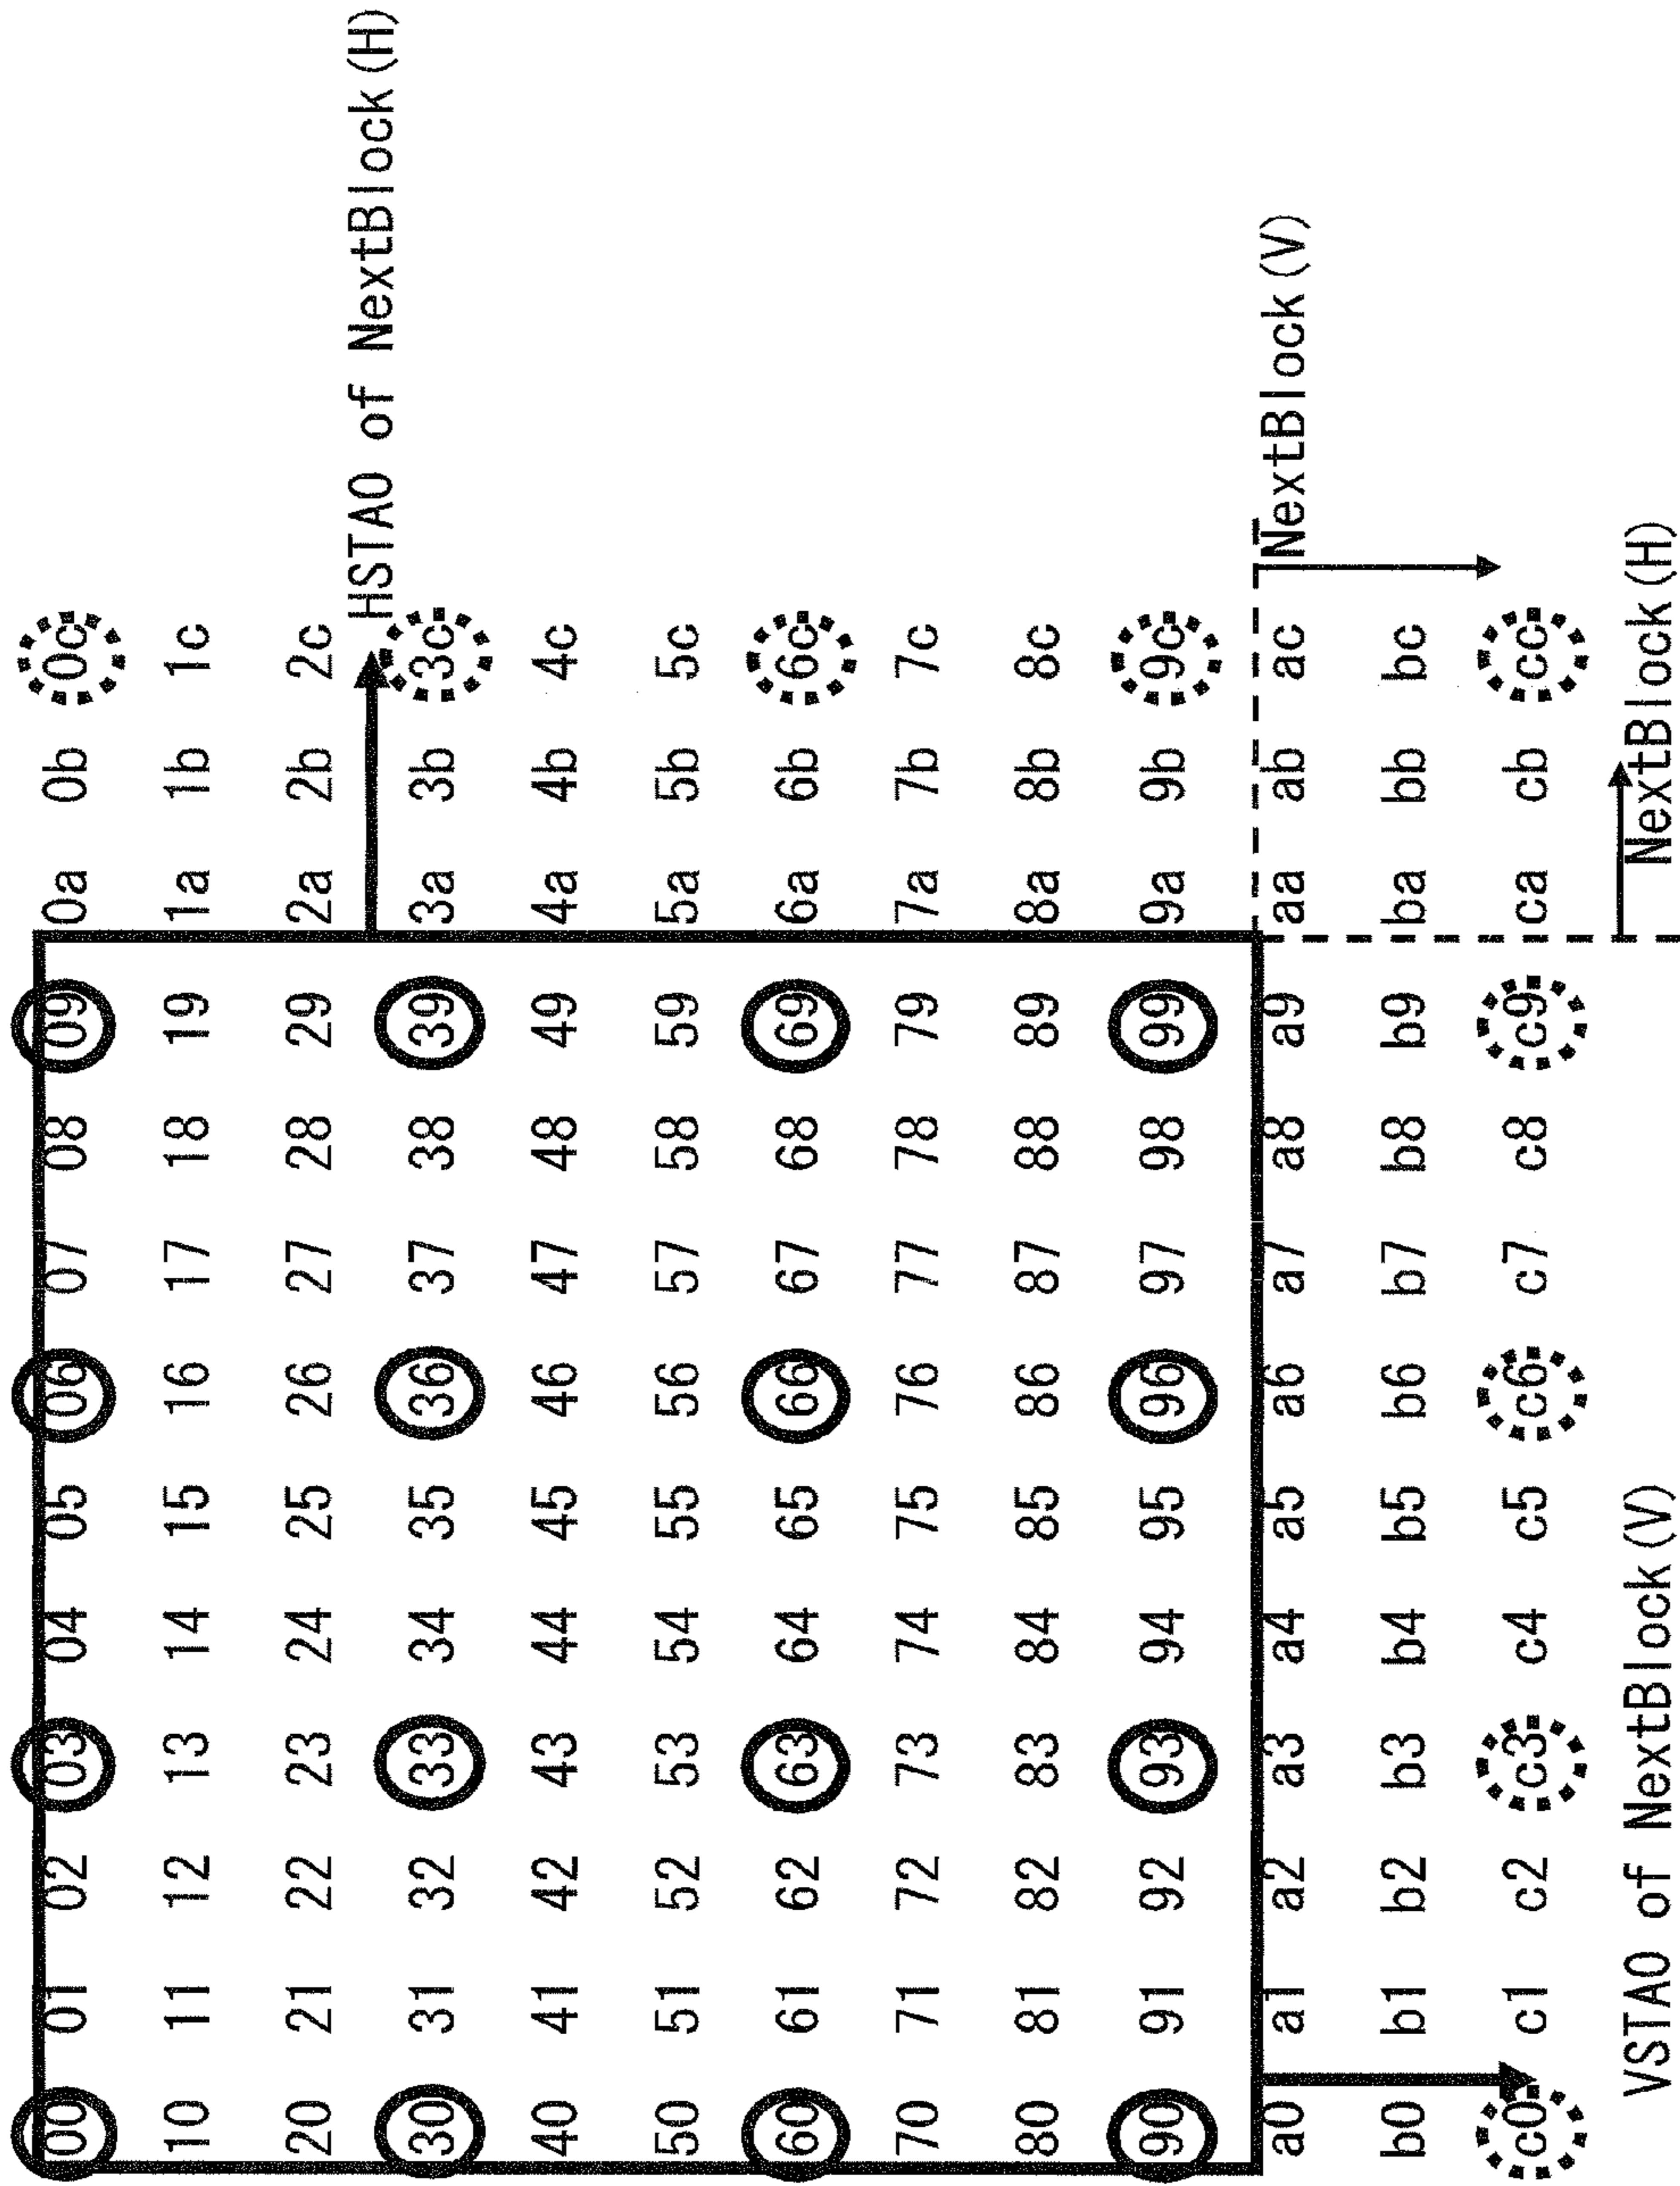 00 01 02 03 04 05 06 07 08 09 0a 0b 0c
10 11 12 13 14 15 16 17 18 19 1a 1b 1c
20 21 22 23 24 25 26 27 28 29 2a 2b 2c
HSTA0 of NextBlock(H)
30 31 32 33 34 35 36 37 38 39 3a 3b 3c
40 41 42 43 44 45 46 47 48 49 4a 4b 4c
50 51 52 53 54 55 56 57 58 59 5a 5b 5c
60 61 62 63 64 65 66 67 68 69 6a 6b 6c
70 71 72 73 74 75 76 77 78 79 7a 7b 7c
80 81 82 83 84 85 86 87 88 89 8a 8b 8c
90 91 92 93 94 95 96 97 98 99 9a 9b 9c
a0 a1 a2 a3 a4 a5 a6 a7 a8 a9 aa ab ac
NextBlock(V)
b0 b1 b2 b3 b4 b5 b6 b7 b8 b9 ba bb bc
c0 c1 c2 c3 c4 c5 c6 c7 c8 c9 ca cb cc
VSTA0 of NextBlock(V)
NextBlock(H)